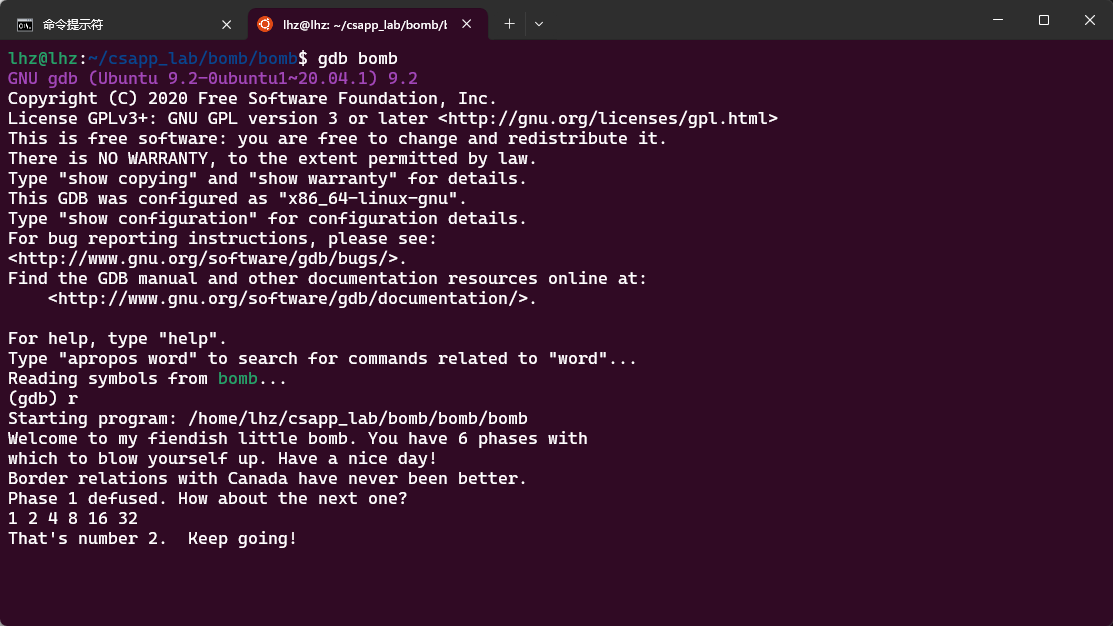 命令提示符
lhz@lhz: ~/csapp_lab/bomb/b
lhz@lhz:~/csapp_lab/bomb/bomb$ gdb bomb
GNU gdb (Ubuntu 9.2-0ubuntu1~20.04.1) 9.2
Copyright (C) 2020 Free Software Foundation, Inc.
License GPLv3+: GNU GPL version 3 or later <http://gnu.org/licenses/gpl.html>
This is free software: you are free to change and redistribute it.
There is NO WARRANTY, to the extent permitted by law.
Type "show copying" and "show warranty" for details.
This GDB was configured as "x86_64-linux-gnu".
Type "show configuration" for configuration details.
For bug reporting instructions, please see:
<http://www.gnu.org/software/gdb/bugs/>.
Find the GDB manual and other documentation resources online at:
    <http://www.gnu.org/software/gdb/documentation/>.

For help, type "help".
Type "apropos word" to search for commands related to "word"...
Reading symbols from bomb...
(gdb) r
Starting program: /home/lhz/csapp_lab/bomb/bomb/bomb
Welcome to my fiendish little bomb. You have 6 phases with
which to blow yourself up. Have a nice day!
Border relations with Canada have never been better.
Phase 1 defused. How about the next one?
1 2 4 8 16 32
That's number 2.  Keep going!